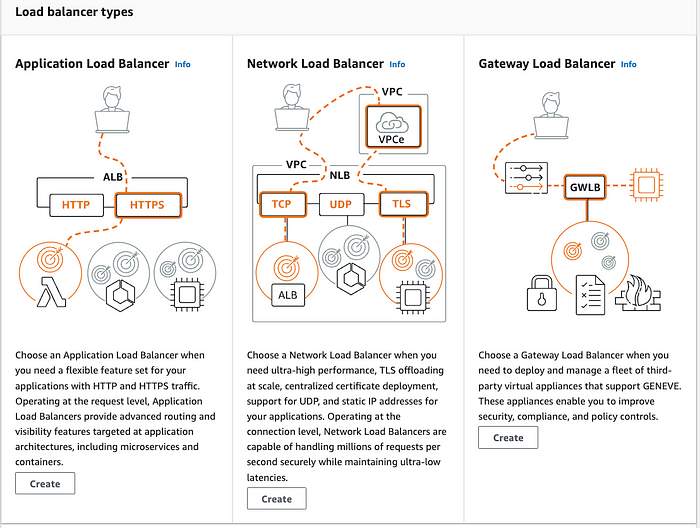 Load balancer types
Application Load Balancer Info
ALB
HTTP
HTTPS
Choose an Application Load Balancer when
you need a flexible feature set for your
applications with HTTP and HTTPS traffic.
Operating at the request level, Application
Load Balancers provide advanced routing and
visibility features targeted at application
architectures, including microservices and
containers.
Create
Network Load Balancer Info
VPC
VPCe
VPC
NLB
TCP
UDP
TLS
ALB
Choose a Network Load Balancer when you
need ultra-high performance, TLS offloading
at scale, centralized certificate deployment,
support for UDP, and static IP addresses for
your applications. Operating at the
connection level, Network Load Balancers are
capable of handling millions of requests per
second securely while maintaining ultra-low
latencies.
Create
Gateway Load Balancer Info
GWLB
Choose a Gateway Load Balancer when you
need to deploy and manage a fleet of third-
party virtual appliances that support GENEVE.
These appliances enable you to improve
security, compliance, and policy controls.
Create